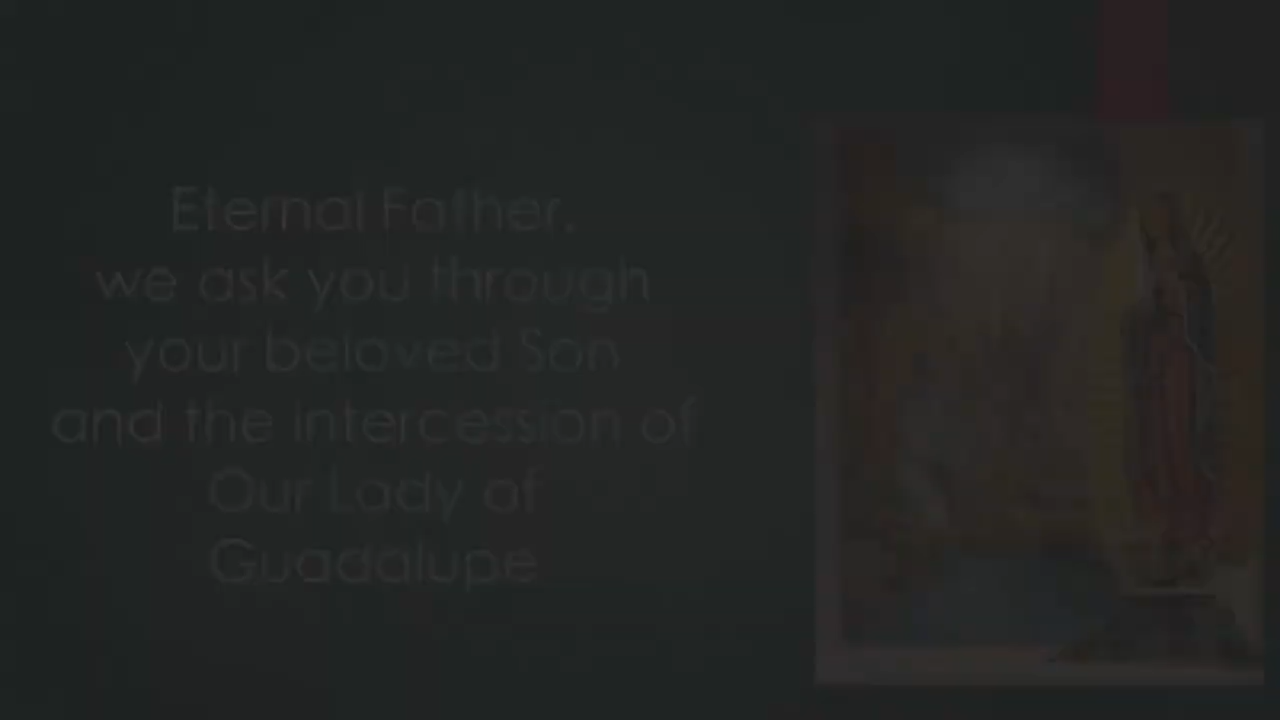 Eternal Father,
we ask you through
your beloved Son
and the intercession of
Our Lady of
Guadalupe